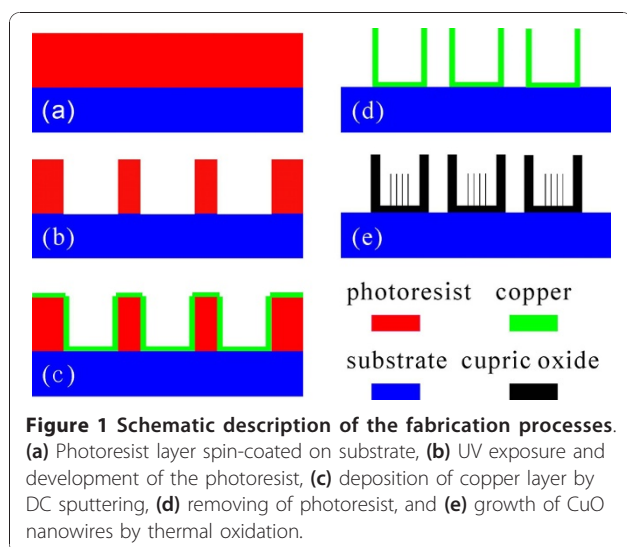 (a)
(b)
(c)
(d)
(e)
photoresist copper
substrate cupric oxide
Figure 1 Schematic description of the fabrication processes.
(a) Photoresist layer spin-coated on substrate, (b) UV exposure and
development of the photoresist, (c) deposition of copper layer by
DC sputtering, (d) removing of photoresist, and (e) growth of CuO
nanowires by thermal oxidation.